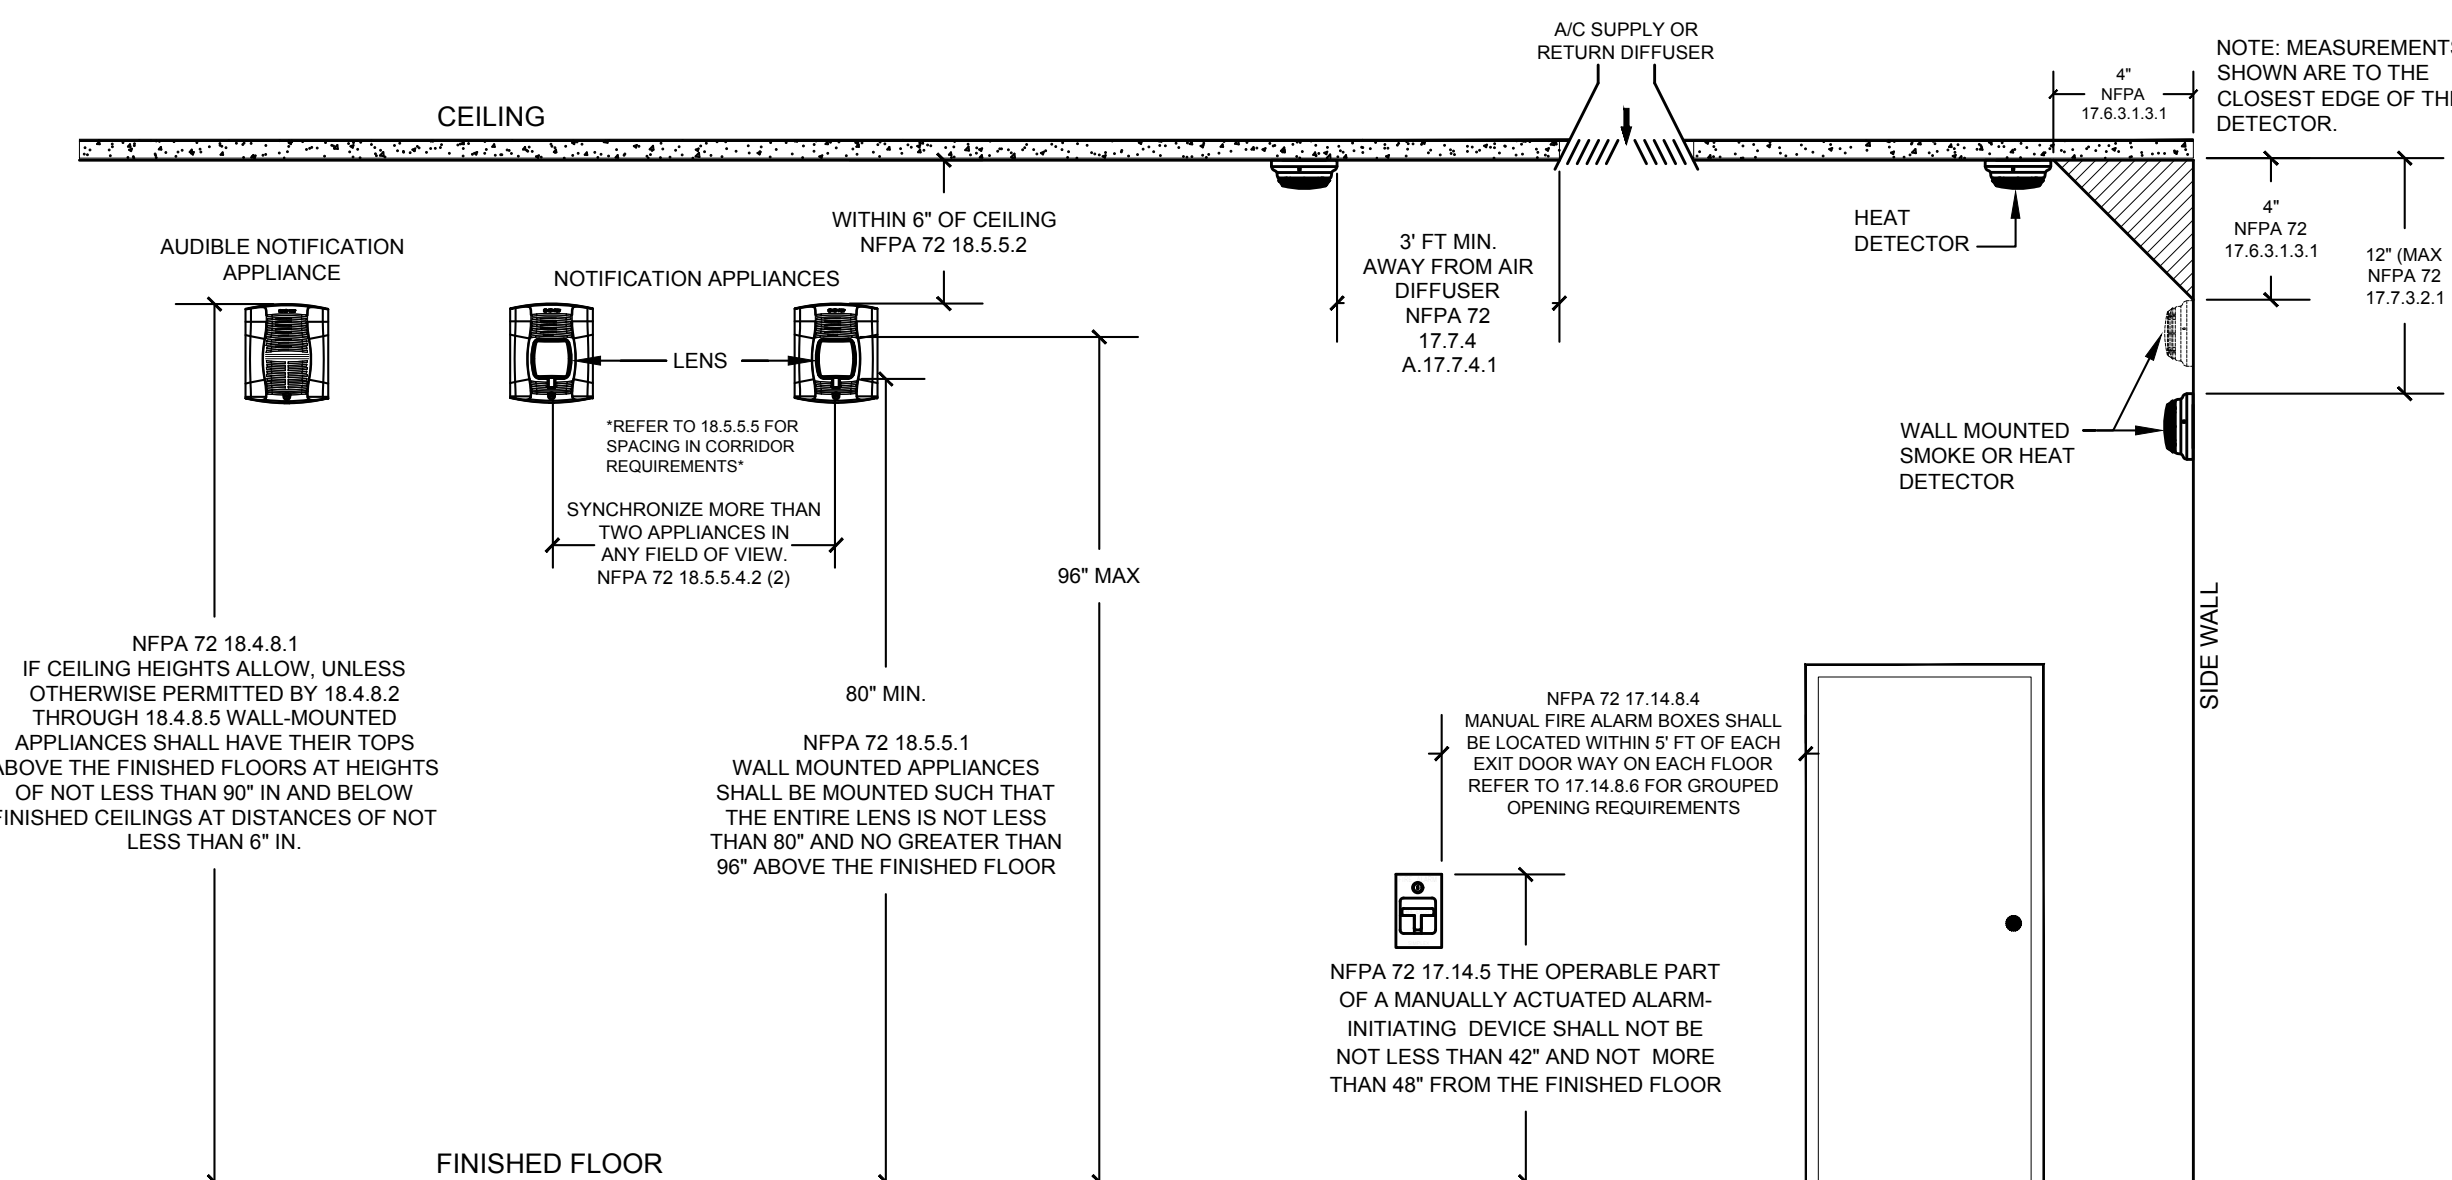 A/C SUPPLY OR
RETURN DIFFUSER
NOTE: MEASUREMENTS
SHOWN ARE TO THE
CLOSEST EDGE OF THE
DETECTOR.
4"
NFPA
17.6.3.1.3.1
CEILING
WITHIN 6" OF CEILING
NFPA 72 18.5.5.2
AUDIBLE NOTIFICATION
APPLIANCE
NOTIFICATION APPLIANCES
3' FT MIN.
AWAY FROM AIR
DIFFUSER
NFPA 72
17.7.4
A.17.7.4.1
HEAT
DETECTOR
4"
NFPA 72
17.6.3.1.3.1
12" (MAX
NFPA 72
17.7.3.2.1
LENS
*REFER TO 18.5.5.5 FOR
SPACING IN CORRIDOR
REQUIREMENTS*
WALL MOUNTED
SMOKE OR HEAT
DETECTOR
SYNCHRONIZE MORE THAN
TWO APPLIANCES IN
ANY FIELD OF VIEW.
NFPA 72 18.5.5.4.2 (2)
96" MAX
SIDE WALL
NFPA 72 18.4.8.1
IF CEILING HEIGHTS ALLOW, UNLESS
OTHERWISE PERMITTED BY 18.4.8.2
THROUGH 18.4.8.5 WALL-MOUNTED
APPLIANCES SHALL HAVE THEIR TOPS
ABOVE THE FINISHED FLOORS AT HEIGHTS
OF NOT LESS THAN 90" IN AND BELOW
FINISHED CEILINGS AT DISTANCES OF NOT
LESS THAN 6" IN.
80" MIN.
NFPA 72 18.5.5.1
WALL MOUNTED APPLIANCES
SHALL BE MOUNTED SUCH THAT
THE ENTIRE LENS IS NOT LESS
THAN 80" AND NO GREATER THAN
96" ABOVE THE FINISHED FLOOR
NFPA 72 17.14.8.4
MANUAL FIRE ALARM BOXES SHALL
BE LOCATED WITHIN 5' FT OF EACH
EXIT DOOR WAY ON EACH FLOOR
REFER TO 17.14.8.6 FOR GROUPED
OPENING REQUIREMENTS
NFPA 72 17.14.5 THE OPERABLE PART
OF A MANUALLY ACTUATED ALARM-
INITIATING DEVICE SHALL NOT BE
NOT LESS THAN 42" AND NOT MORE
THAN 48" FROM THE FINISHED FLOOR
FINISHED FLOOR